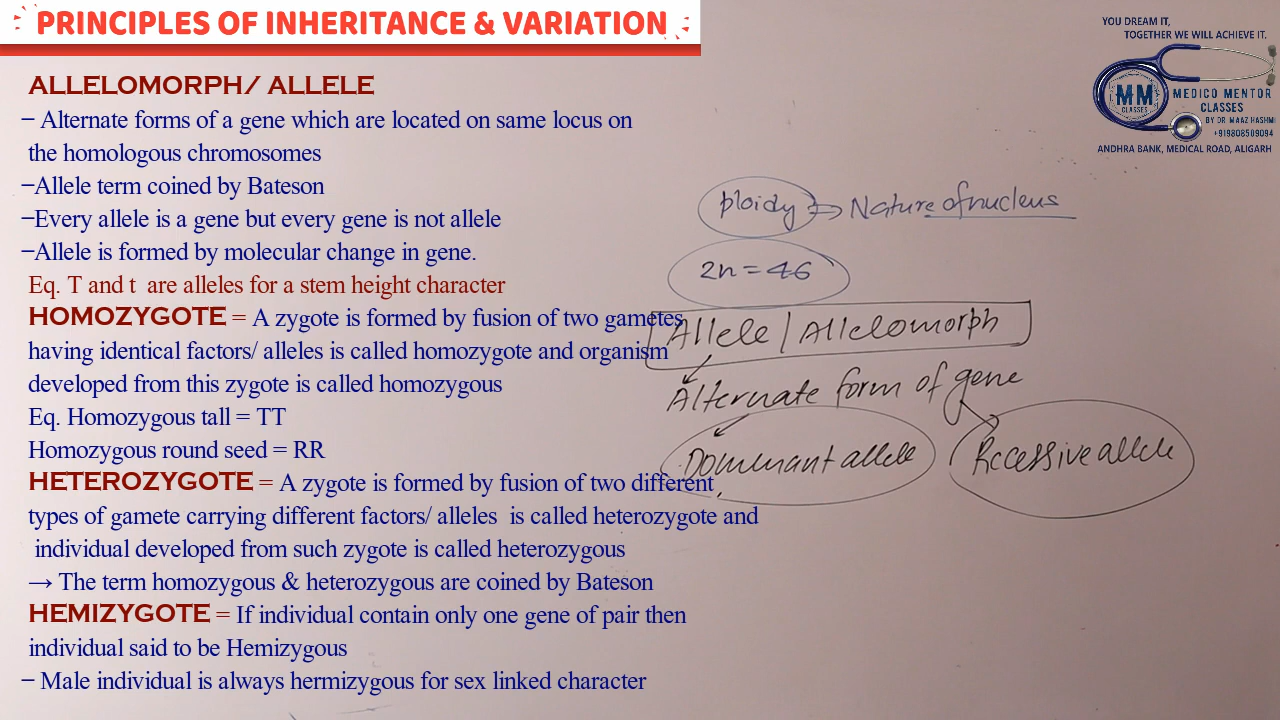 PRINCIPLES OF INHERITANCE & VARIATION
YOU DREAM IT,
TOGETHER WE WILL ACHIEVE IT.
MM
CLASSES
MEDICO MENTOR
CLASSES
BY DR MAAZ HASHMI
+919808509094
ANDHRA BANK, MEDICAL ROAD, ALIGARH
ALLELOMORPH/ ALLELE
– Alternate forms of a gene which are located on same locus on
the homologous chromosomes
–Allele term coined by Bateson
–Every allele is a gene but every gene is not allele
–Allele is formed by molecular change in gene.
Eq. T and t are alleles for a stem height character
HOMOZYGOTE = A zygote is formed by fusion of two gametes
having identical factors/ alleles is called homozygote and organism
developed from this zygote is called homozygous
Eq. Homozygous tall = TT
Homozygous round seed = RR
HETEROZYGOTE = A zygote is formed by fusion of two different
types of gamete carrying different factors/ alleles is called heterozygote and
individual developed from such zygote is called heterozygous
→ The term homozygous & heterozygous are coined by Bateson
HEMIZYGOTE = If individual contain only one gene of pair then
individual said to be Hemizygous
– Male individual is always hermizygous for sex linked character
ploidy → Nature of nucleus
2n = 46
Allele / Allelomorph
Alternate form of gene
Dominant allele
Recessive allele